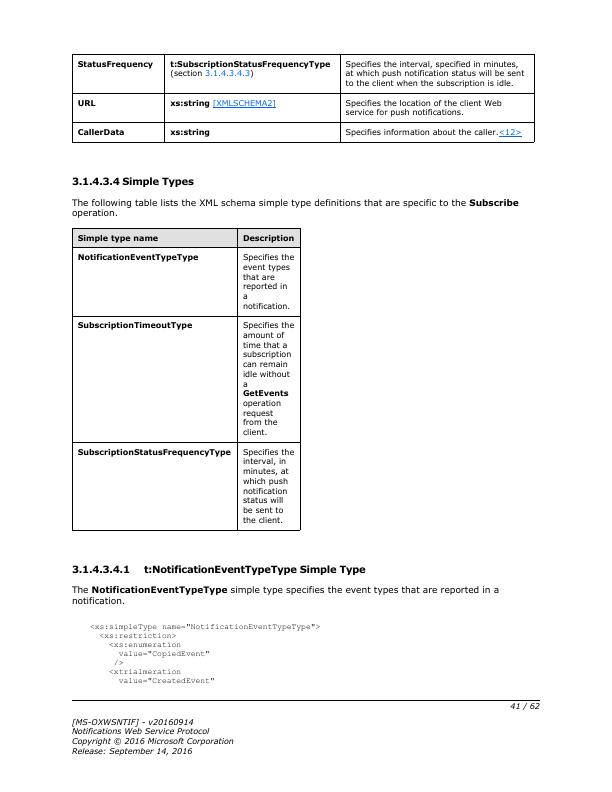 StatusFrequency t:SubscriptionStatusFrequencyType Specifies the interval, specified in minutes,
(section 3.1.4.3.4.3) at which push notification status will be sent
to the client when the subscription is idle.
URL xs:string [XMLSCHEMA2] Specifies the location of the client Web
service for push notifications.
CallerData xs:string Specifies information about the caller.<12>
3.1.4.3.4 Simple Types
The following table lists the XML schema simple type definitions that are specific to the Subscribe
operation.
Simple type name Description
NotificationEventTypeType Specifies the
event types
that are
reported in
a
notification.
SubscriptionTimeoutType Specifies the
amount of
time that a
subscription
can remain
idle without
a
GetEvents
operation
request
from the
client.
SubscriptionStatusFrequencyType Specifies the
interval, in
minutes, at
which push
notification
status will
be sent to
the client.
3.1.4.3.4.1 t:NotificationEventTypeType Simple Type
The NotificationEventTypeType simple type specifies the event types that are reported in a
notification.
<xs:simpleType name="NotificationEventTypeType">
<xs:restriction>
<xs:enumeration
value="CopiedEvent"
/>
<xtrialmeration
value="CreatedEvent"
41 / 62
[MS-OXWSNTIF] - v20160914
Notifications Web Service Protocol
Copyright © 2016 Microsoft Corporation
Release: September 14, 2016